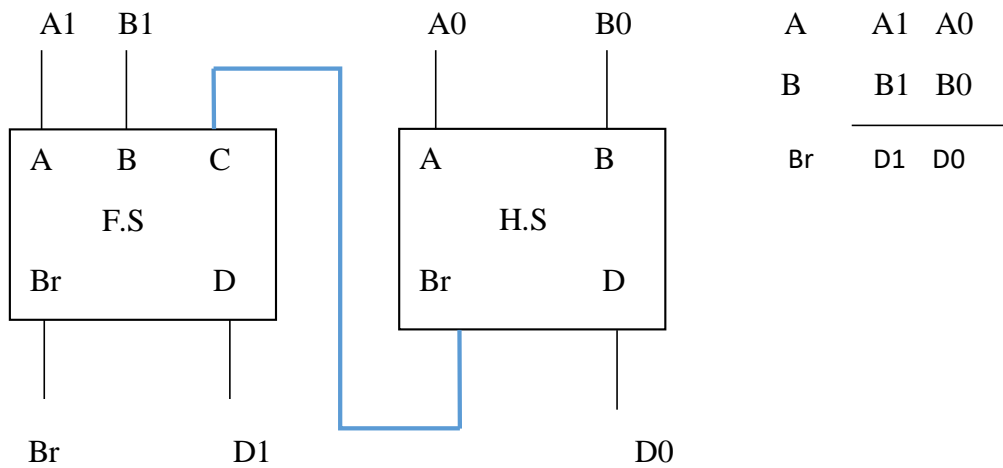 A1 B1 A0 B0 A A1 A0
B B1 B0
A B C A B Br D1 D0
F.S H.S
Br D Br D
Br D1 D0